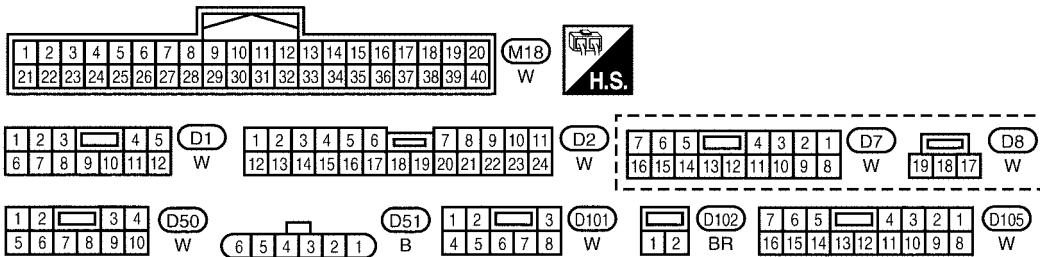 1 2 3 4 5 6 7 8 9 10 11 12 13 14 15 16 17 18 19 20 M18
21 22 23 24 25 26 27 28 29 30 31 32 33 34 35 36 37 38 39 40 W
H.S.
1 2 3 4 5 D1 1 2 3 4 5 6 7 8 9 10 11 D2 7 6 5 4 3 2 1 D7 D8
6 7 8 9 10 11 12 W 12 13 14 15 16 17 18 19 20 21 22 23 24 W 16 15 14 13 12 11 10 9 8 W 19 18 17 W
1 2 3 4 D50 D51 1 2 3 D101 D102 7 6 5 4 3 2 1 D105
5 6 7 8 9 10 W 6 5 4 3 2 1 B 4 5 6 7 8 W 1 2 BR 16 15 14 13 12 11 10 9 8 W